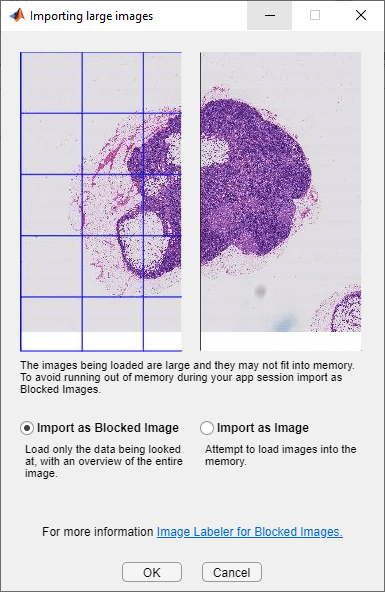 Importing large images
The images being loaded are large and they may not fit into memory.
To avoid running out of memory during your app session import as
Blocked Images.
Import as Blocked Image
Load only the data being looked
at, with an overview of the entire
image.
Import as Image
Attempt to load images into the
memory.
For more information Image Labeler for Blocked Images.
OK
Cancel